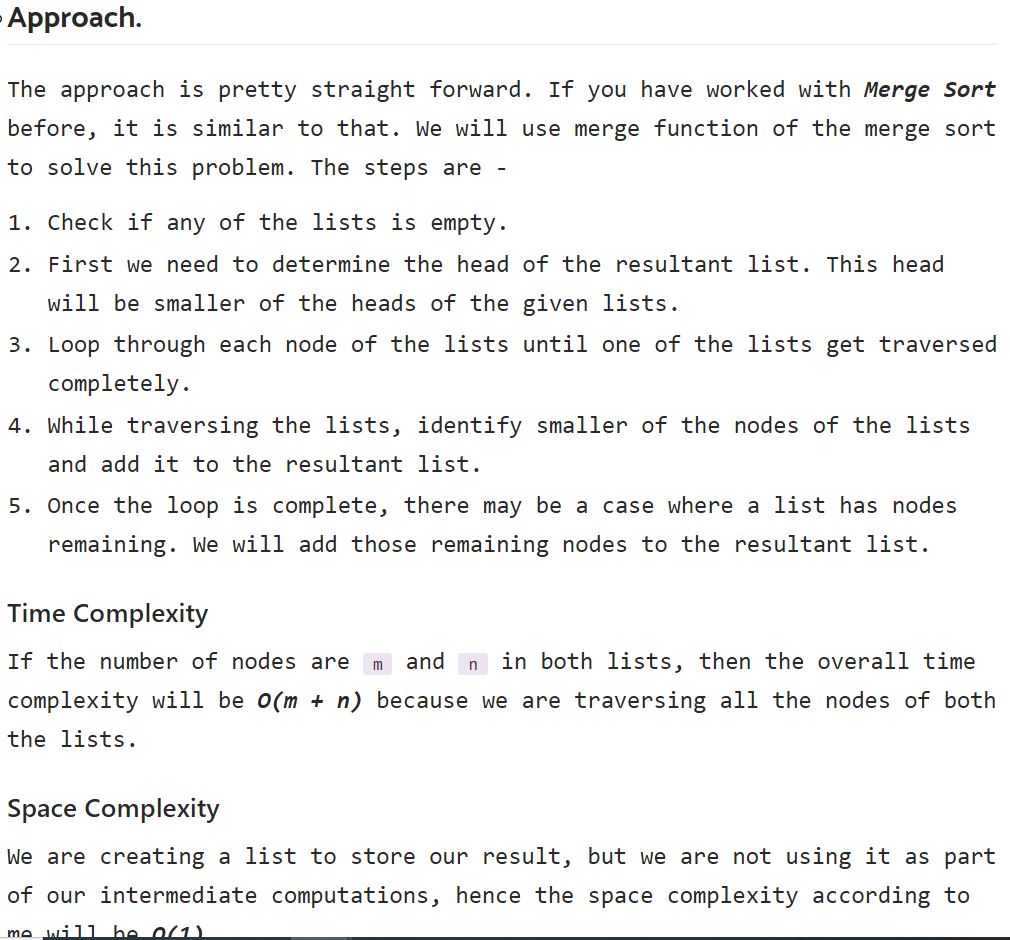 Approach.
The approach is pretty straight forward. If you have worked with Merge Sort
before, it is similar to that. We will use merge function of the merge sort
to solve this problem. The steps are -
1. Check if any of the lists is empty.
2. First we need to determine the head of the resultant list. This head
will be smaller of the heads of the given lists.
3. Loop through each node of the lists until one of the lists get traversed
completely.
4. While traversing the lists, identify smaller of the nodes of the lists
and add it to the resultant list.
5. Once the loop is complete, there may be a case where a list has nodes
remaining. We will add those remaining nodes to the resultant list.
Time Complexity
If the number of nodes are m and n in both lists, then the overall time
complexity will be O(m + n) because we are traversing all the nodes of both
the lists.
Space Complexity
We are creating a list to store our result, but we are not using it as part
of our intermediate computations, hence the space complexity according to
me will be O(1)